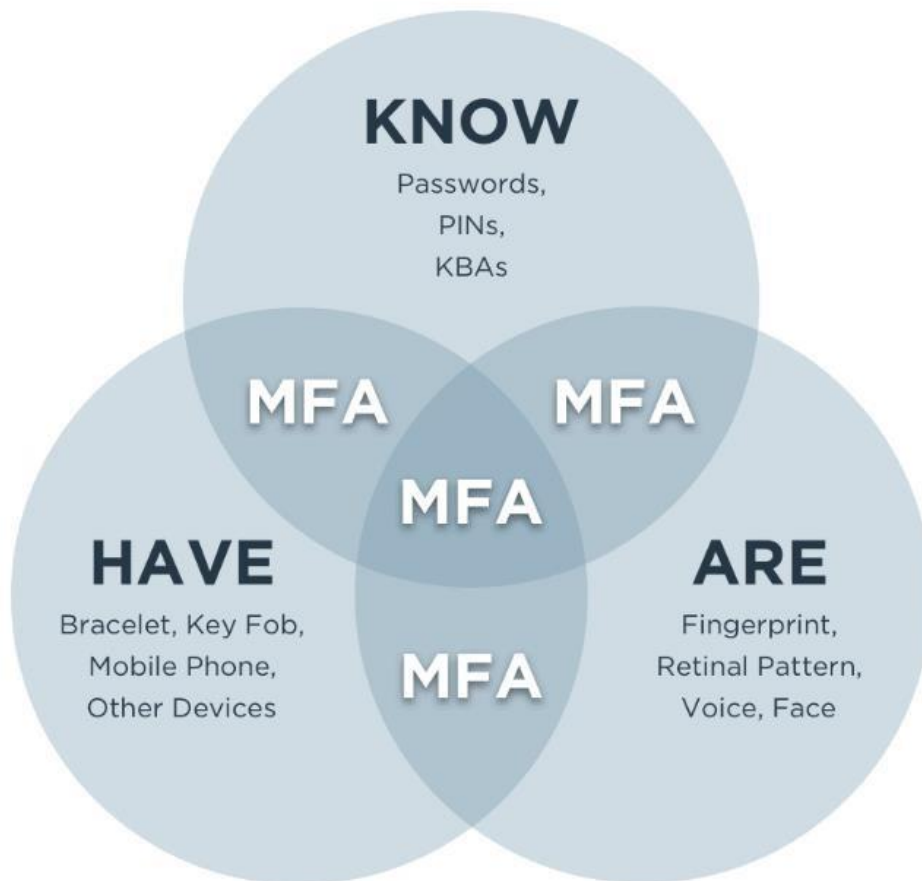 KNOW
Passwords,
PINs,
KBAs
MFA
MFA
MFA
HAVE
Bracelet, Key Fob,
Mobile Phone,
Other Devices
ARE
Fingerprint,
Retinal Pattern,
Voice, Face
MFA